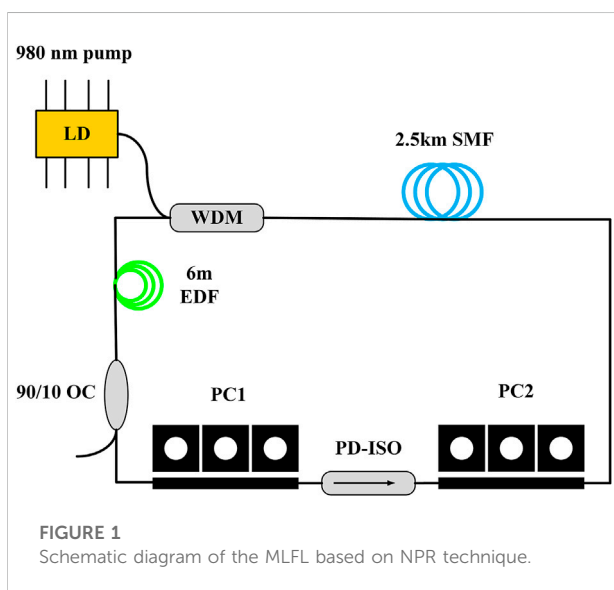 980 nm pump
LD
2.5km SMF
WDM
6m
EDF
90/10 OC
PC1
PC2
PD-ISO
FIGURE 1
Schematic diagram of the MLFL based on NPR technique.